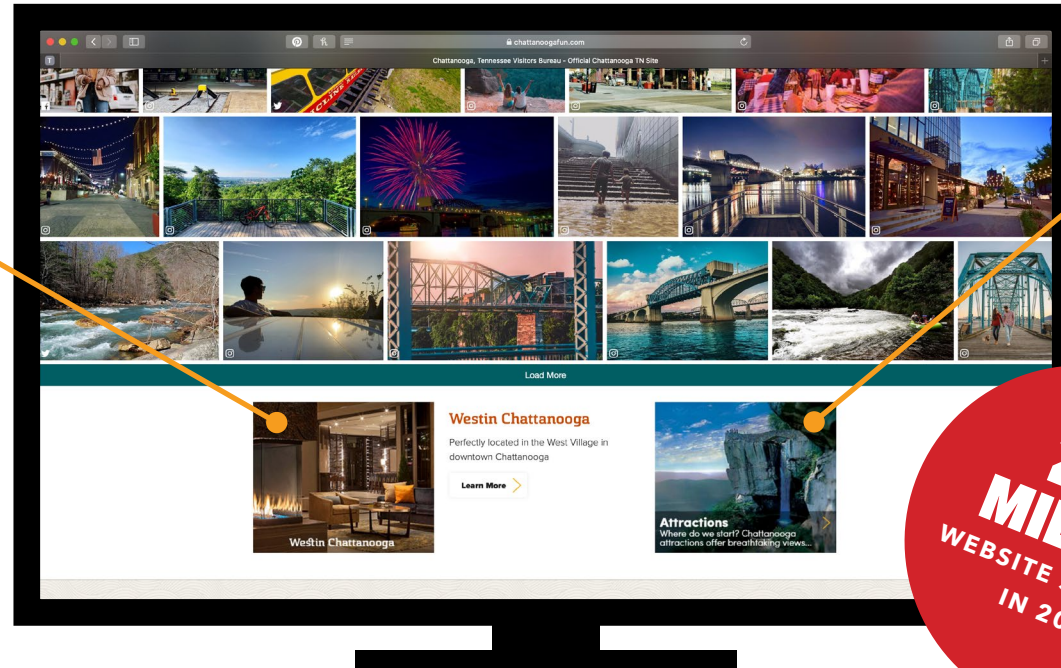 chattanoogafun.com
Chattanooga, Tennessee Visitors Bureau - Official Chattanooga TN Site
Load More
Westin Chattanooga
Westin Chattanooga
Perfectly located in the West Village in
downtown Chattanooga
Learn More
Attractions
Where do we start? Chattanooga
attractions offer breathtaking views...
WEBSITE
IN